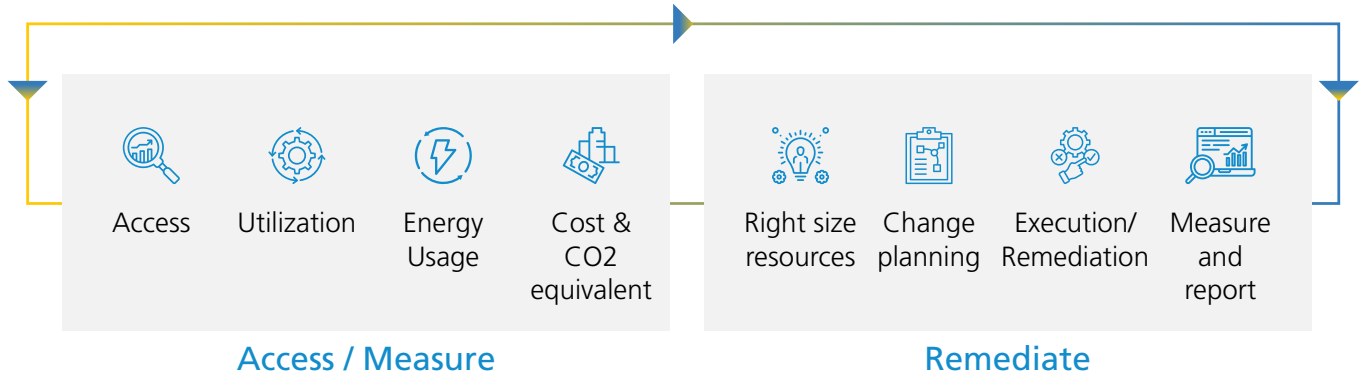 Access
Utilization
Energy
Usage
Cost &
CO2
equivalent
Right size
resources
Change
planning
Execution/
Remediation
Measure
and
report
Access / Measure
Remediate